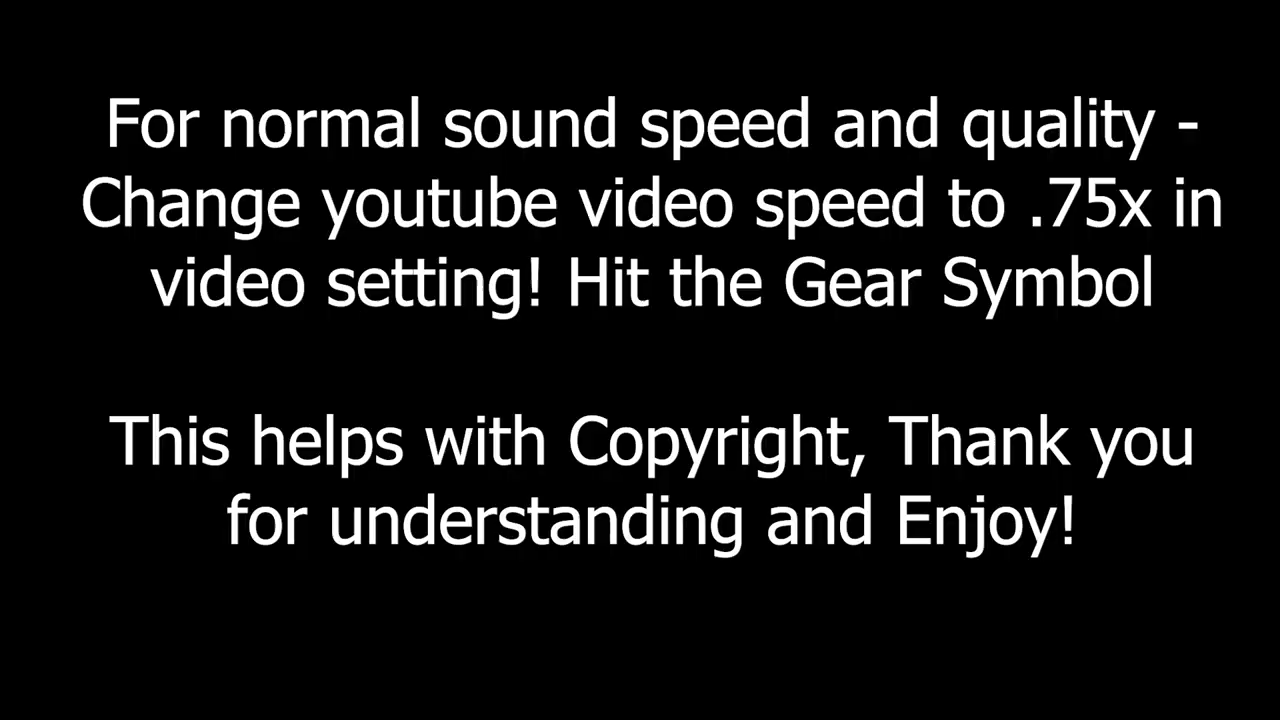 For normal sound speed and quality -
Change youtube video speed to .75x in
video setting! Hit the Gear Symbol
This helps with Copyright, Thank you
for understanding and Enjoy!